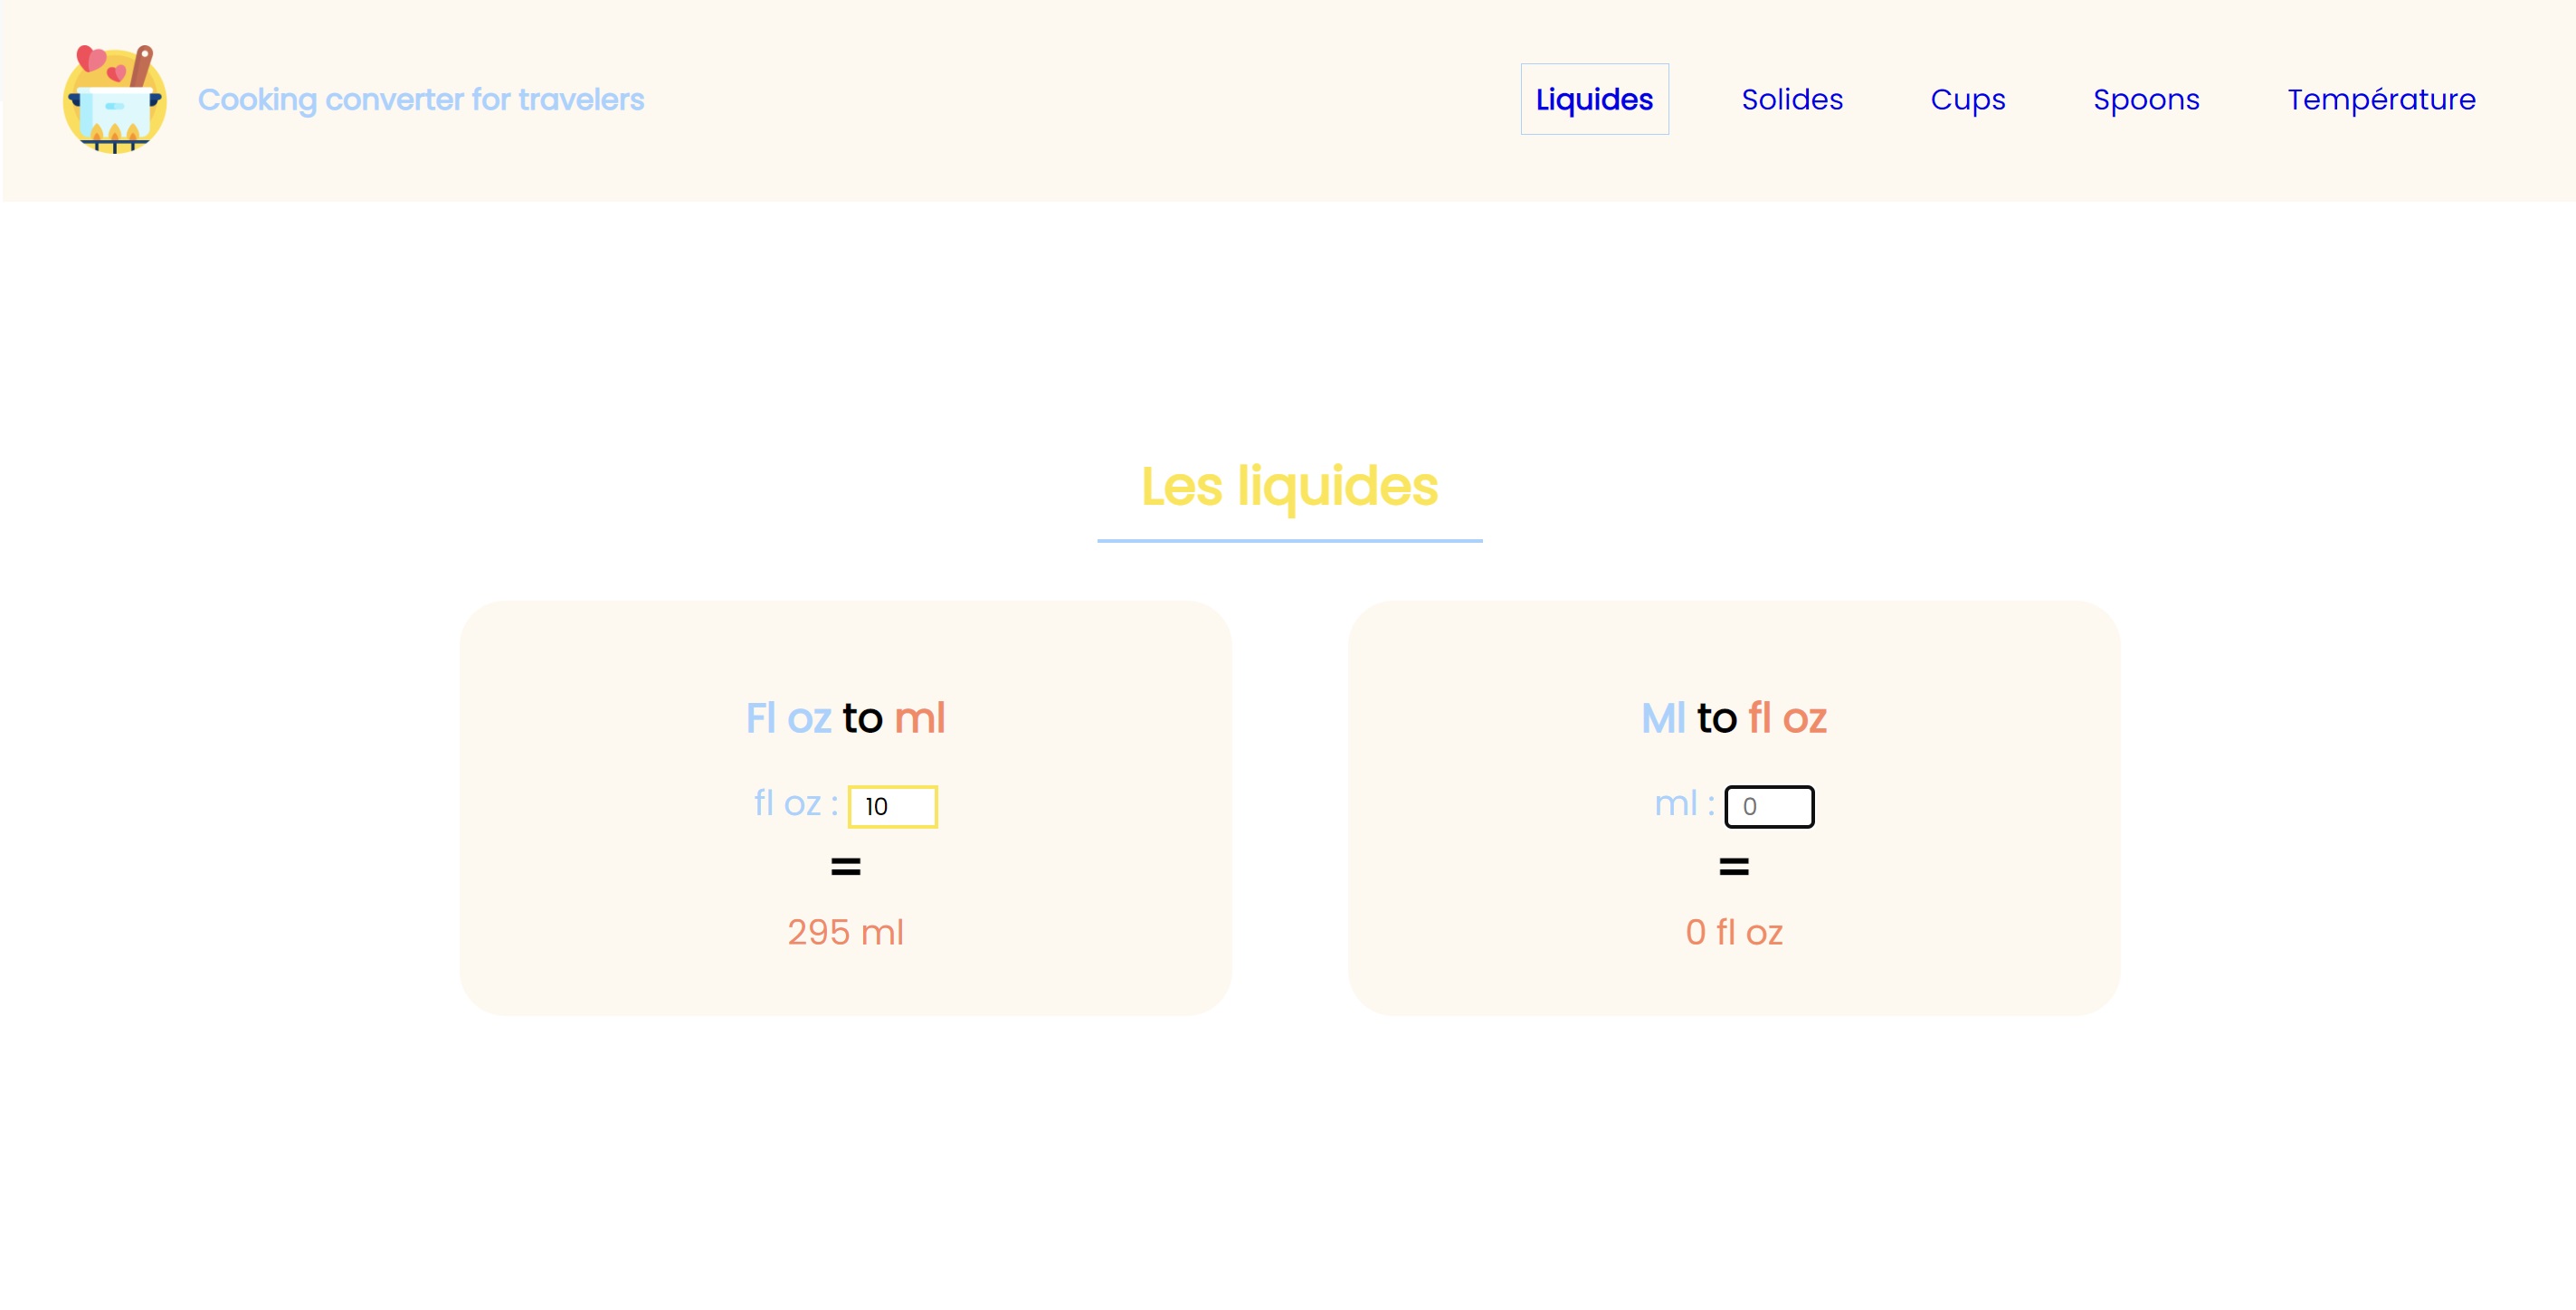 Cooking converter for travelers
Liquides Solides Cups Spoons Température
Les liquides
Fl oz to ml
fl oz : 10
=
295 ml
Ml to fl oz
ml : 0
=
0 fl oz